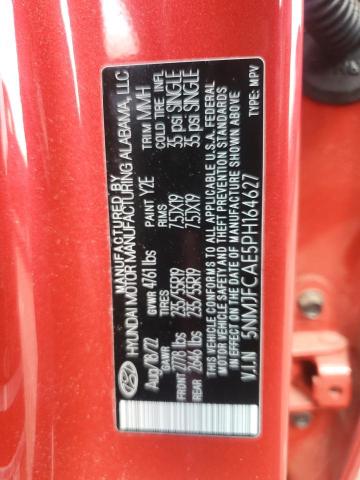 MANUFACTURED BY
HYUNDAI MOTOR MANUFACTURING ALABAMA, LLC
Aug/18/22 GVWR 4761 lbs PAINT Y2E TRIM MMH
GAWR TIRES RIMS COLD TIRE INFL
FRONT 2778 lbs 235/55R19 7.5JX19 35 psi SINGLE
REAR 2646 lbs 235/55R19 7.5JX19 35 psi SINGLE
THIS VEHICLE CONFORMS TO ALL APPLICABLE U.S.A. FEDERAL
MOTOR VEHICLE SAFETY AND THEFT PREVENTION STANDARDS
IN EFFECT ON THE DATE OF MANUFACTURE SHOWN ABOVE
V.I.N 5NMJFCAE5PH164627 TYPE: MPV